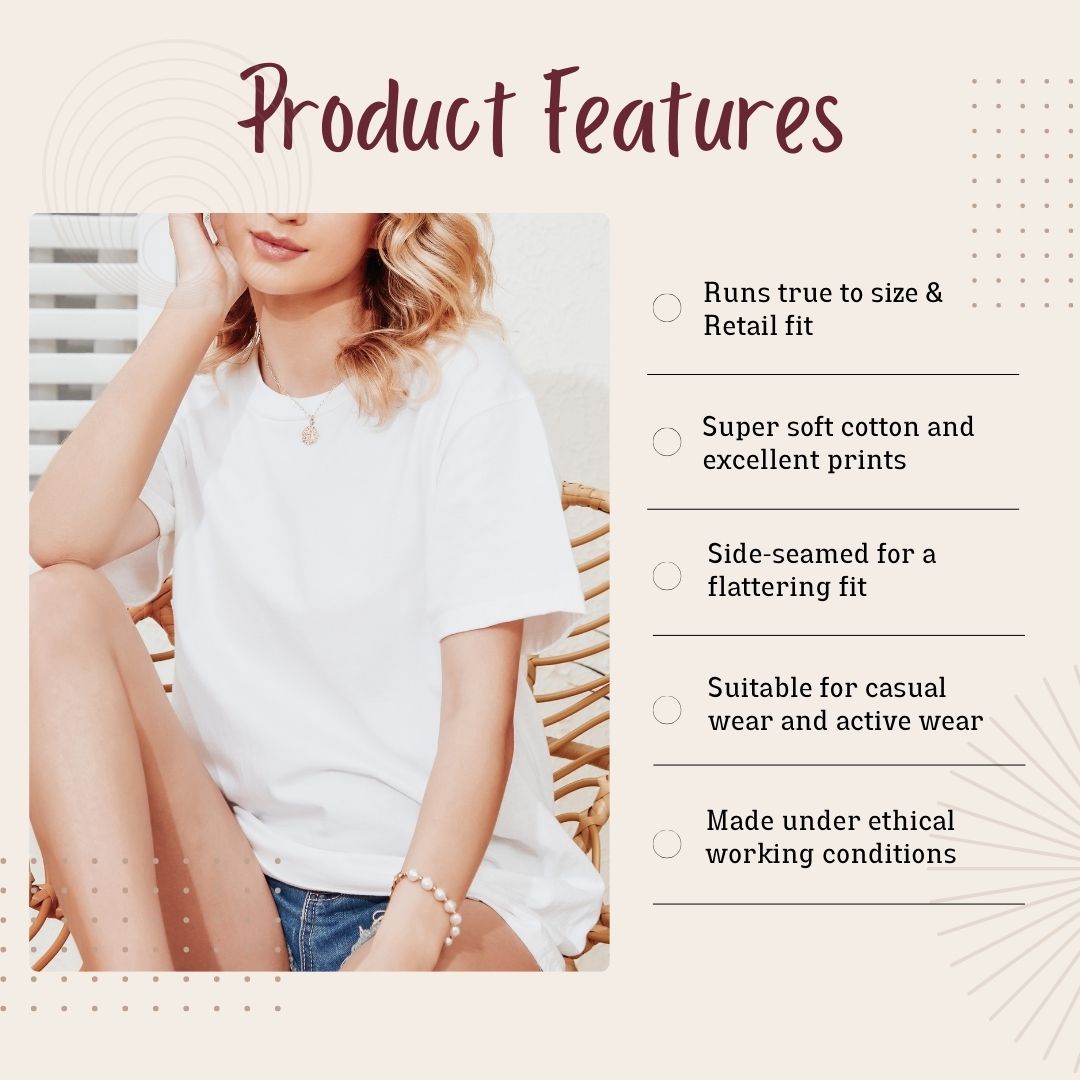 Product Features
Runs true to size &
Retail fit
Super soft cotton and
excellent prints
Side-seamed for a
flattering fit
Suitable for casual
wear and active wear
Made under ethical
working conditions